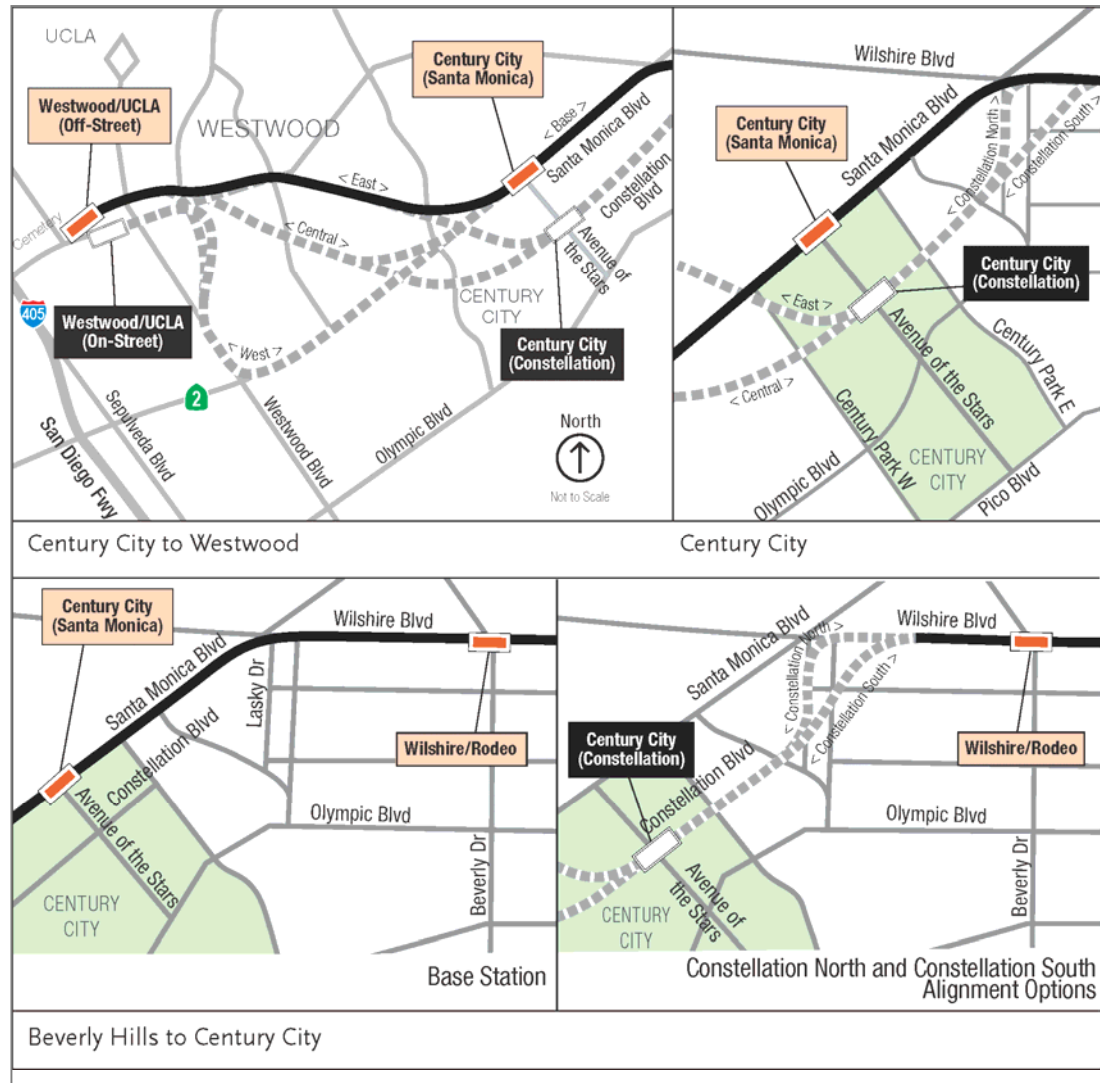 UCLA
Century City
(Santa Monica)
Westwood/UCLA
(Off-Street)
WESTWOOD
< Base >
Santa Monica Blvd
< East >
Constellation
Blvd
Cemetery
< Central >
Avenue of
the Stars
405
Westwood/UCLA
(On-Street)
CENTURY
CITY
< West >
Century City
(Constellation)
2
San Diego Fwy
Sepulveda Blvd
Westwood Blvd
Olympic Blvd
North
Not to Scale
Century City to Westwood
Wilshire Blvd
Century City
(Santa Monica)
Santa Monica Blvd
< Constellation North >
< Constellation South >
Century City
(Constellation)
< East >
< Central >
Avenue of the Stars
Century Park E
Century Park W
CENTURY
CITY
Olympic Blvd
Pico Blvd
Century City
Century City
(Santa Monica)
Wilshire Blvd
Santa Monica Blvd
Lasky Dr
Constellation Blvd
Wilshire/Rodeo
Avenue of the Stars
Olympic Blvd
Beverly Dr
CENTURY
CITY
Base Station
Santa Monica Blvd
Wilshire Blvd
< Constellation North >
< Constellation South >
Century City
(Constellation)
Constellation Blvd
Wilshire/Rodeo
Olympic Blvd
Avenue of
the Stars
Beverly Dr
CENTURY
CITY
Constellation North and Constellation South
Alignment Options
Beverly Hills to Century City